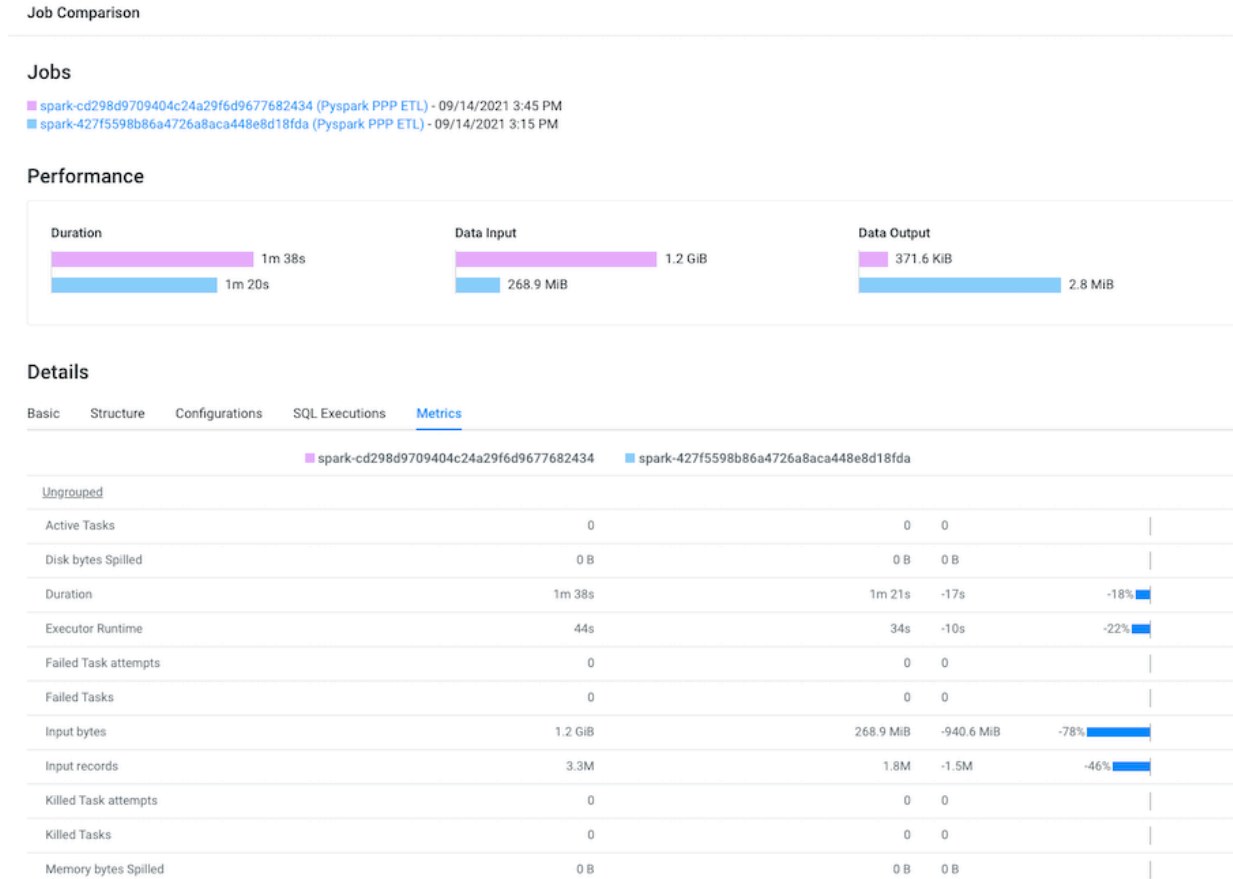 Job Comparison
Jobs
spark-cd298d9709404c24a29f6d9677682434 (Pyspark PPP ETL) - 09/14/2021 3:45 PM
spark-427f5598b86a4726a8aca448e8d18fda (Pyspark PPP ETL) - 09/14/2021 3:15 PM
Performance
Duration Data Input Data Output
1m 38s 1.2 GiB 371.6 KiB
1m 20s 268.9 MiB 2.8 MiB
Details
Basic Structure Configurations SQL Executions Metrics
spark-cd298d9709404c24a29f6d9677682434 spark-427f5598b86a4726a8aca448e8d18fda
Ungrouped
Active Tasks 0 0 0
Disk bytes Spilled 0 B 0 B 0 B
Duration 1m 38s 1m 21s -17s -18%
Executor Runtime 44s 34s -10s -22%
Failed Task attempts 0 0 0
Failed Tasks 0 0 0
Input bytes 1.2 GiB 268.9 MiB -940.6 MiB -78%
Input records 3.3M 1.8M -1.5M -46%
Killed Task attempts 0 0 0
Killed Tasks 0 0 0
Memory bytes Spilled 0 B 0 B 0 B